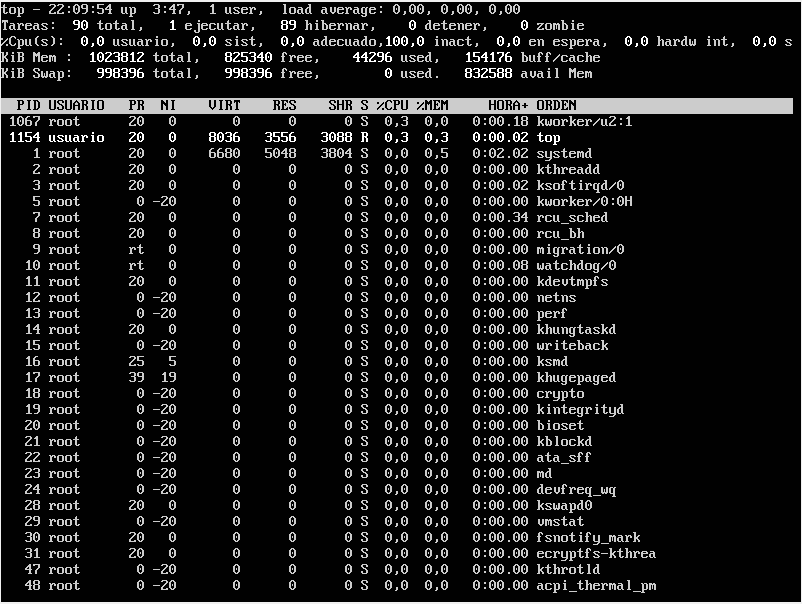 top - 22:09:54 up  3:47,  1 user,  load average: 0,00, 0,00, 0,00
Tareas:  90 total,   1 ejecutar,   89 hibernar,    0 detener,    0 zombie
%Cpu(s):  0,0 usuario,  0,0 sist,  0,0 adecuado,100,0 inact,  0,0 en espera,  0,0 hardw int,  0,0 s
KiB Mem :  1023812 total,   825340 free,    44296 used,   154176 buff/cache
KiB Swap:   998396 total,   998396 free,        0 used.   832588 avail Mem
PID USUARIO   PR  NI    VIRT    RES    SHR S %CPU %MEM     HORA+ ORDEN
1067 root      20   0       0      0      0 S  0,3  0,0   0:00.18 kworker/u2:1
1154 usuario   20   0    8036   3556   3088 R  0,3  0,3   0:00.02 top
1 root      20   0    6680   5048   3804 S  0,0  0,5   0:02.02 systemd
2 root      20   0       0      0      0 S  0,0  0,0   0:00.00 kthreadd
3 root      20   0       0      0      0 S  0,0  0,0   0:00.02 ksoftirqd/0
5 root       0 -20       0      0      0 S  0,0  0,0   0:00.00 kworker/0:0H
7 root      20   0       0      0      0 S  0,0  0,0   0:00.34 rcu_sched
8 root      20   0       0      0      0 S  0,0  0,0   0:00.00 rcu_bh
9 root      rt   0       0      0      0 S  0,0  0,0   0:00.00 migration/0
10 root      rt   0       0      0      0 S  0,0  0,0   0:00.08 watchdog/0
11 root      20   0       0      0      0 S  0,0  0,0   0:00.00 kdevtmpfs
12 root       0 -20       0      0      0 S  0,0  0,0   0:00.00 netns
13 root       0 -20       0      0      0 S  0,0  0,0   0:00.00 perf
14 root      20   0       0      0      0 S  0,0  0,0   0:00.00 khungtaskd
15 root       0 -20       0      0      0 S  0,0  0,0   0:00.00 writeback
16 root      25   5       0      0      0 S  0,0  0,0   0:00.00 ksmd
17 root      39  19       0      0      0 S  0,0  0,0   0:00.00 khugepaged
18 root       0 -20       0      0      0 S  0,0  0,0   0:00.00 crypto
19 root       0 -20       0      0      0 S  0,0  0,0   0:00.00 kintegrityd
20 root       0 -20       0      0      0 S  0,0  0,0   0:00.00 bioset
21 root       0 -20       0      0      0 S  0,0  0,0   0:00.00 kblockd
22 root       0 -20       0      0      0 S  0,0  0,0   0:00.00 ata_sff
23 root       0 -20       0      0      0 S  0,0  0,0   0:00.00 md
24 root       0 -20       0      0      0 S  0,0  0,0   0:00.00 devfreq_wq
28 root      20   0       0      0      0 S  0,0  0,0   0:00.00 kswapd0
29 root       0 -20       0      0      0 S  0,0  0,0   0:00.00 vmstat
30 root      20   0       0      0      0 S  0,0  0,0   0:00.00 fsnotify_mark
31 root      20   0       0      0      0 S  0,0  0,0   0:00.00 ecryptfs-kthrea
47 root       0 -20       0      0      0 S  0,0  0,0   0:00.00 kthrotld
48 root       0 -20       0      0      0 S  0,0  0,0   0:00.00 acpi_thermal_pm